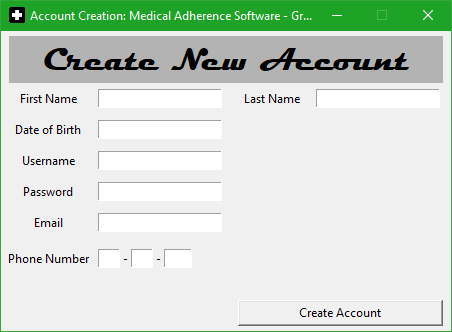 Account Creation: Medical Adherence Software - Gr...
Create New Account
First Name Last Name
Date of Birth
Username
Password
Email
Phone Number - -
Create Account